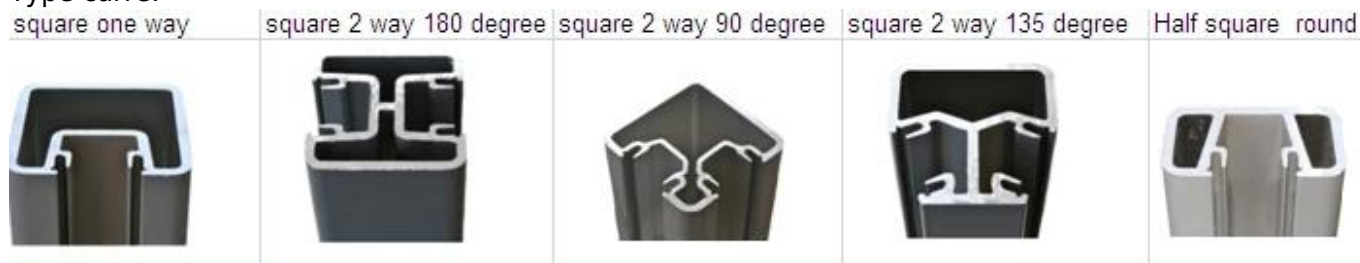 Type
square one way
square 2 way 180 degree
square 2 way 90 degree
square 2 way 135 degree
Half square round